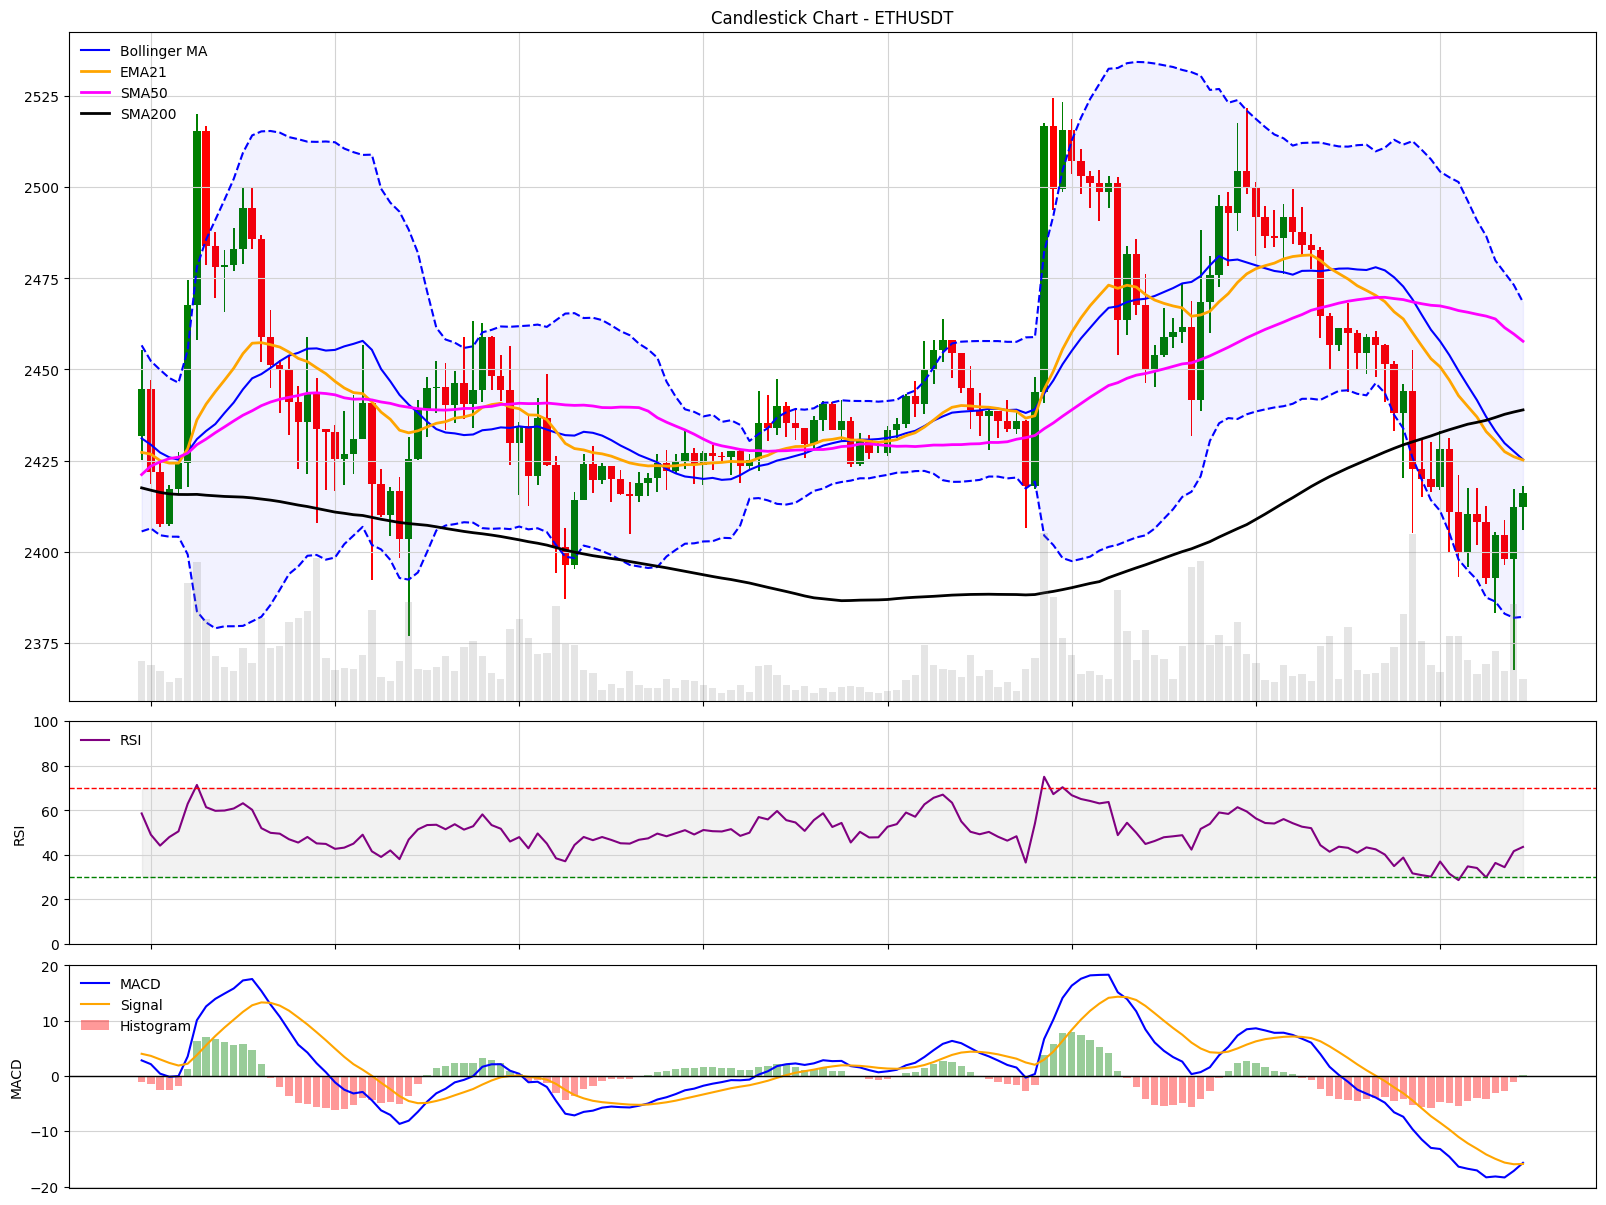 Candlestick Chart - ETHUSDT
Bollinger MA
EMA21
SMA50
SMA200
2525
2500
2475
2450
2425
2400
2375
RSI
100
80
60
40
20
0
RSI
MACD
Signal
Histogram
20
10
0
−10
−20
MACD